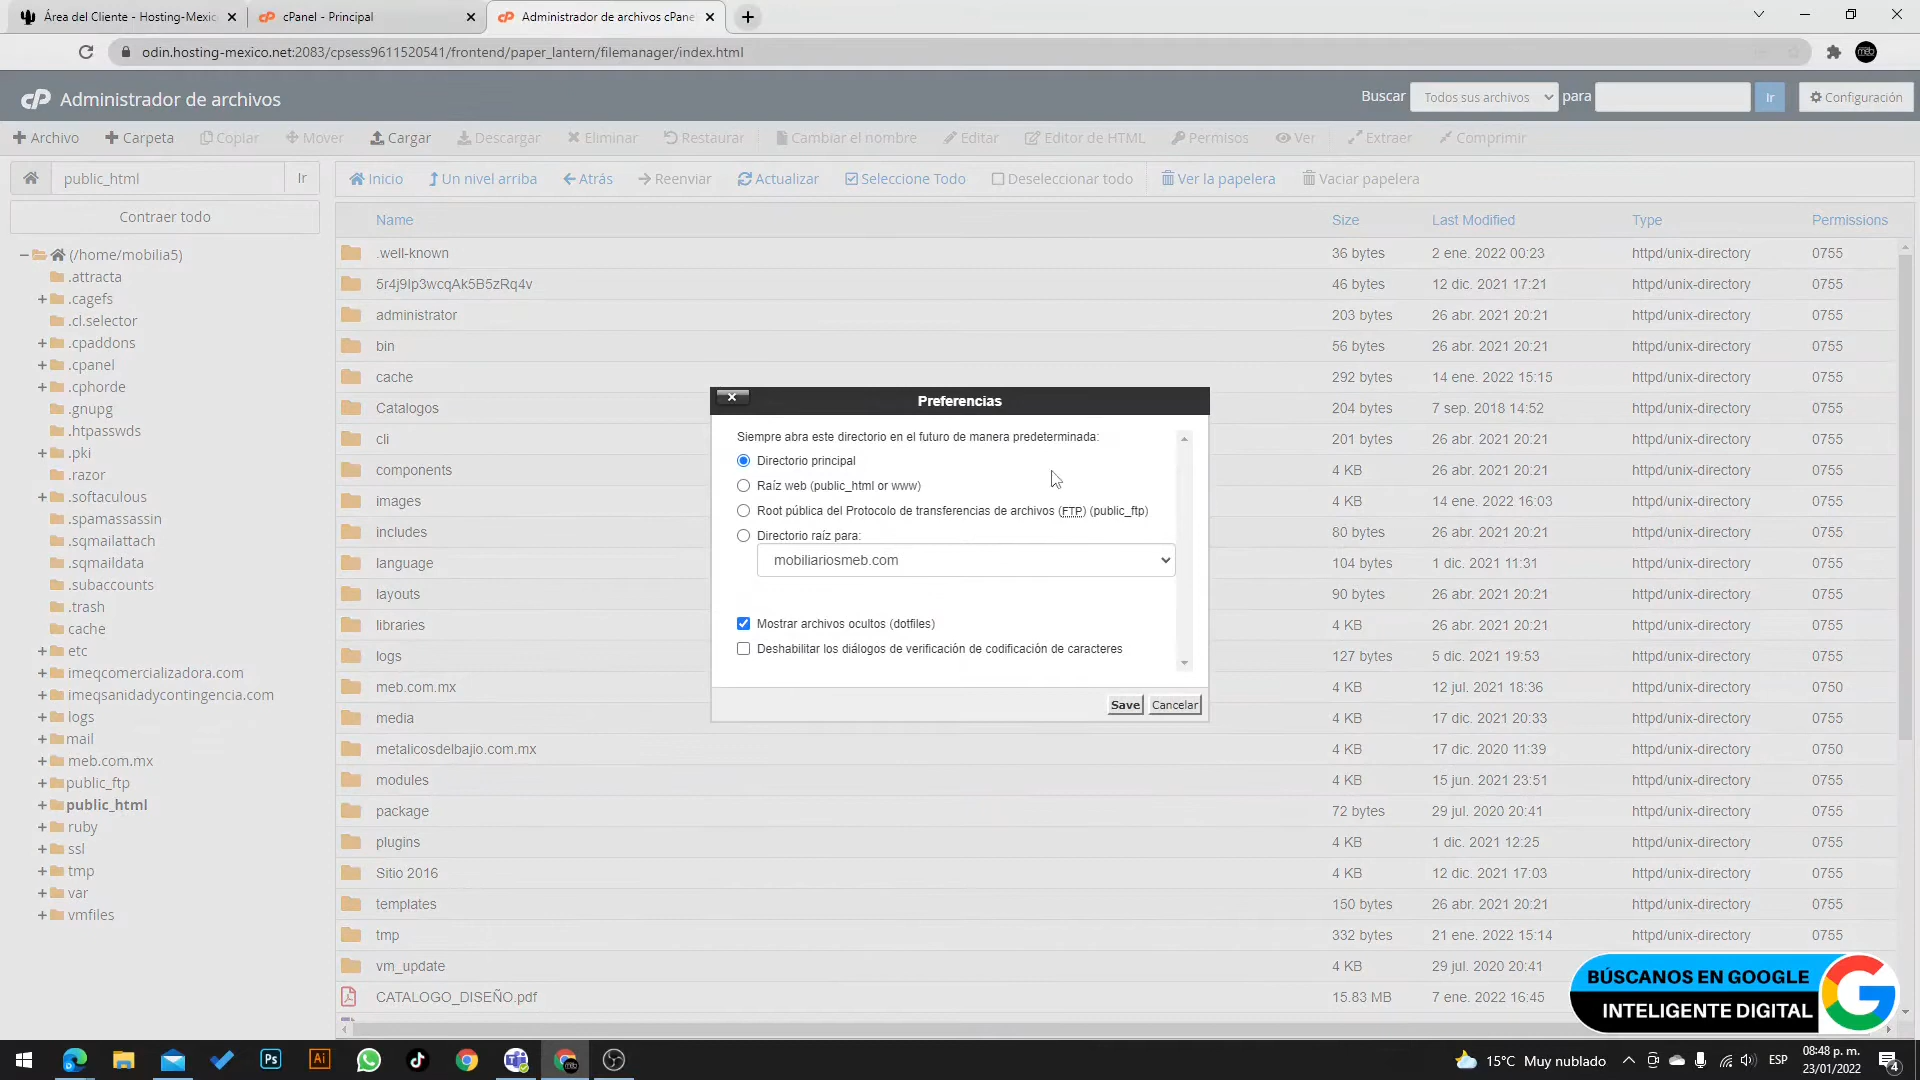 Área del Cliente - Hosting-Mexic
cPanel - Principal
Administrador de archivos cPane
odin.hosting-mexico.net:2083/cpsess9611520541/frontend/paper_lantern/filemanager/index.html
cP Administrador de archivos
Buscar Todos sus archivos para Ir Configuración
Archivo Carpeta Copiar Mover Cargar Descargar Eliminar Restaurar Cambiar el nombre Editar Editor de HTML Permisos Ver Extraer Comprimir
public_html Ir
Inicio Un nivel arriba Atrás Reenviar Actualizar Seleccione Todo Deseleccionar todo Ver la papelera Vaciar papelera
Contraer todo
(/home/mobilia5)
.attracta
.cagefs
.cl.selector
.cpaddons
.cpanel
.cphorde
.gnupg
.htpasswds
.pki
.razor
.softaculous
.spamassassin
.sqmailattach
.sqmaildata
.subaccounts
.trash
cache
etc
imeqcomercializadora.com
imeqsanidadycontingencia.com
logs
mail
meb.com.mx
public_ftp
public_html
ruby
ssl
tmp
var
vmfiles
Name Size Last Modified Type Permissions
.well-known 36 bytes 2 ene. 2022 00:23 httpd/unix-directory 0755
5r4j9Ip3wcqAk5B5zRq4v 46 bytes 12 dic. 2021 17:21 httpd/unix-directory 0755
administrator 203 bytes 26 abr. 2021 20:21 httpd/unix-directory 0755
bin 56 bytes 26 abr. 2021 20:21 httpd/unix-directory 0755
cache 292 bytes 14 ene. 2022 15:15 httpd/unix-directory 0755
Catalogos 204 bytes 7 sep. 2018 14:52 httpd/unix-directory 0755
cli 201 bytes 26 abr. 2021 20:21 httpd/unix-directory 0755
components 4 KB 26 abr. 2021 20:21 httpd/unix-directory 0755
images 4 KB 14 ene. 2022 16:03 httpd/unix-directory 0755
includes 80 bytes 26 abr. 2021 20:21 httpd/unix-directory 0755
language 104 bytes 1 dic. 2021 11:31 httpd/unix-directory 0755
layouts 90 bytes 26 abr. 2021 20:21 httpd/unix-directory 0755
libraries 4 KB 26 abr. 2021 20:21 httpd/unix-directory 0755
logs 127 bytes 5 dic. 2021 19:53 httpd/unix-directory 0755
meb.com.mx 4 KB 12 jul. 2021 18:36 httpd/unix-directory 0750
media 4 KB 17 dic. 2021 20:33 httpd/unix-directory 0755
metalicosdelbajio.com.mx 4 KB 17 dic. 2020 11:39 httpd/unix-directory 0750
modules 4 KB 15 jun. 2021 23:51 httpd/unix-directory 0755
package 72 bytes 29 jul. 2020 20:41 httpd/unix-directory 0755
plugins 4 KB 1 dic. 2021 12:25 httpd/unix-directory 0755
Sitio 2016 4 KB 12 dic. 2021 17:03 httpd/unix-directory 0755
templates 150 bytes 26 abr. 2021 20:21 httpd/unix-directory 0755
tmp 332 bytes 21 ene. 2022 15:14 httpd/unix-directory 0755
vm_update 4 KB 29 jul. 2020 20:41
CATALOGO_DISEÑO.pdf 15.83 MB 7 ene. 2022 16:45
Preferencias
Siempre abra este directorio en el futuro de manera predeterminada:
Directorio principal
Raíz web (public_html or www)
Root pública del Protocolo de transferencias de archivos (FTP) (public_ftp)
Directorio raíz para:
mobiliariosmeb.com
Mostrar archivos ocultos (dotfiles)
Deshabilitar los diálogos de verificación de codificación de caracteres
Save Cancelar
BÚSCANOS EN GOOGLE
INTELIGENTE DIGITAL
Ps Ai
15°C Muy nublado ESP 08:48 p. m.
23/01/2022
4